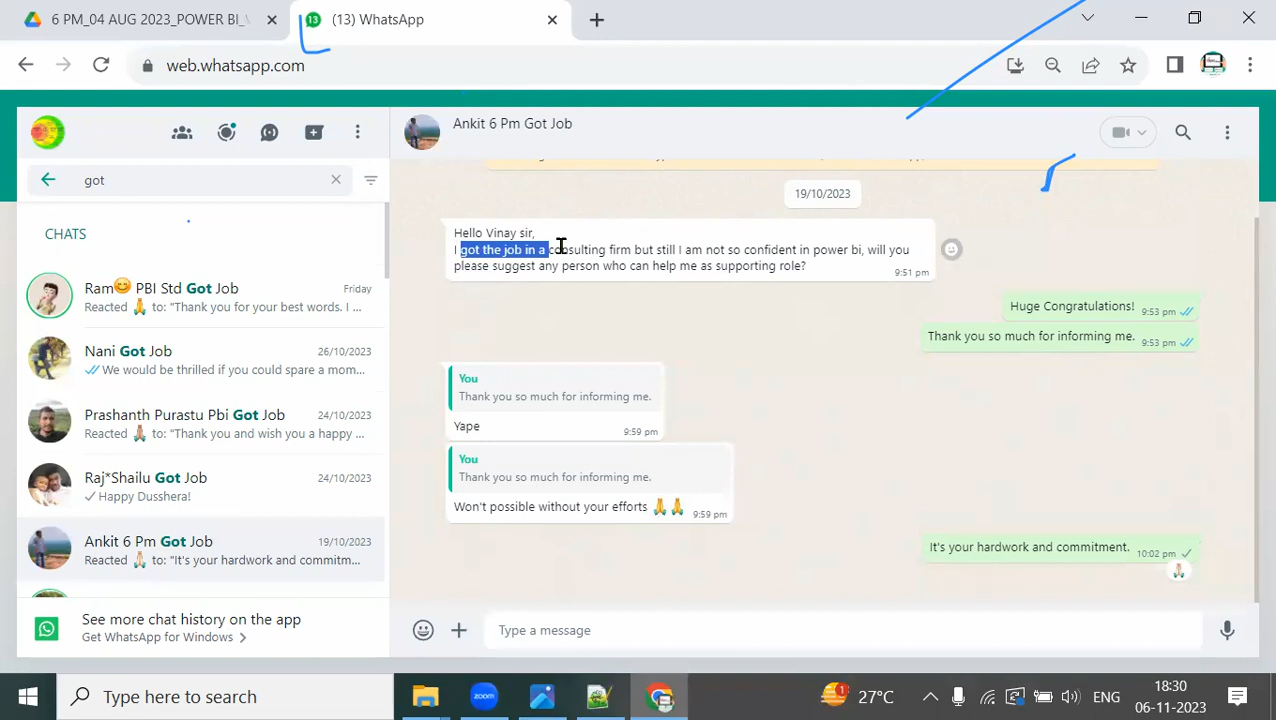 6 PM_04 AUG 2023_POWER BI_
(13) WhatsApp
web.whatsapp.com
got
CHATS
Ram😊 PBI Std Got Job
Friday
Reacted 🙏 to: "Thank you for your best words. I ...
Nani Got Job
26/10/2023
We would be thrilled if you could spare a mom...
Prashanth Purastu Pbi Got Job
24/10/2023
Reacted 🙏🏼 to: "Thank you and wish you a happy ...
Raj*Shailu Got Job
24/10/2023
Happy Dusshera!
Ankit 6 Pm Got Job
19/10/2023
Reacted 🙏🏼 to: "It's your hardwork and commitm...
See more chat history on the app
Get WhatsApp for Windows >
Ankit 6 Pm Got Job
19/10/2023
Hello Vinay sir,
I got the job in a consulting firm but still I am not so confident in power bi, will you
please suggest any person who can help me as supporting role?
9:51 pm
Huge Congratulations! 9:53 pm
Thank you so much for informing me. 9:53 pm
You
Thank you so much for informing me.
Yape
9:59 pm
You
Thank you so much for informing me.
Won't possible without your efforts 🙏 🙏
9:59 pm
It's your hardwork and commitment. 10:02 pm
Type a message
Type here to search
zoom
1
27°C
ENG
18:30
06-11-2023